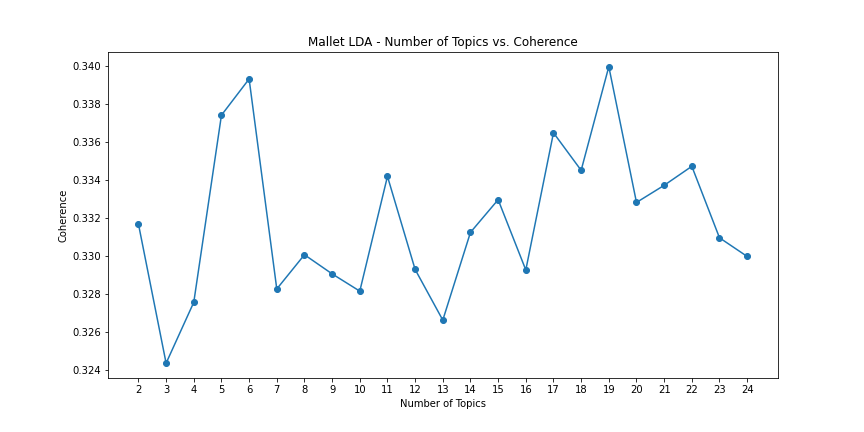 Mallet LDA - Number of Topics vs. Coherence
0.340
0.338
0.336
0.334
0.332
0.330
0.328
0.326
0.324
Coherence
2 3 4 5 6 7 8 9 10 11 12 13 14 15 16 17 18 19 20 21 22 23 24
Number of Topics